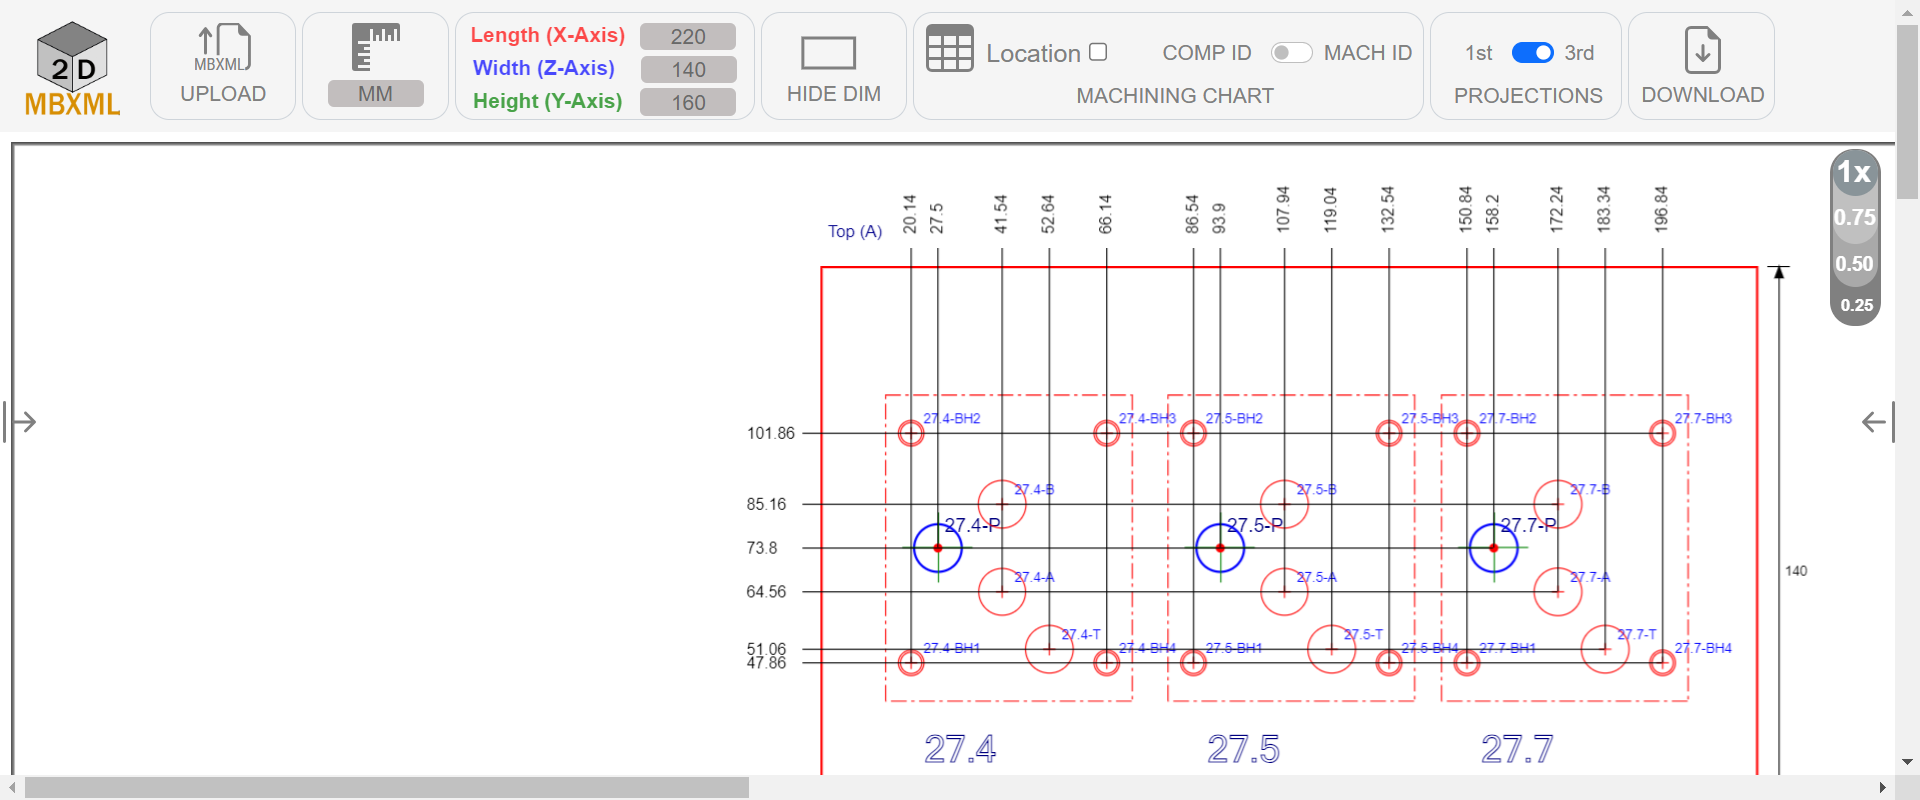 2D
MBXML
MBXML
UPLOAD
MM
Length (X-Axis) 220
Width (Z-Axis) 140
Height (Y-Axis) 160
HIDE DIM
Location
COMP ID MACH ID
MACHINING CHART
1st 3rd
PROJECTIONS
DOWNLOAD
1x
0.75
0.50
0.25
Top (A)
20.14 27.5 41.54 52.64 66.14 86.54 93.9 107.94 119.04 132.54 150.84 158.2 172.24 183.34 196.84
27.4-BH2 27.4-BH3 27.5-BH2 27.5-BH3 27.7-BH2 27.7-BH3
101.86
27.4-B 27.5-B 27.7-B
85.16
27.4-P 27.5-P 27.7-P
73.8
140
27.4-A 27.5-A 27.7-A
64.56
27.4-T 27.5-T 27.7-T
51.06
27.4-BH1 27.4-BH4 27.5-BH1 27.5-BH4 27.7-BH1 27.7-BH4
47.86
27.4 27.5 27.7